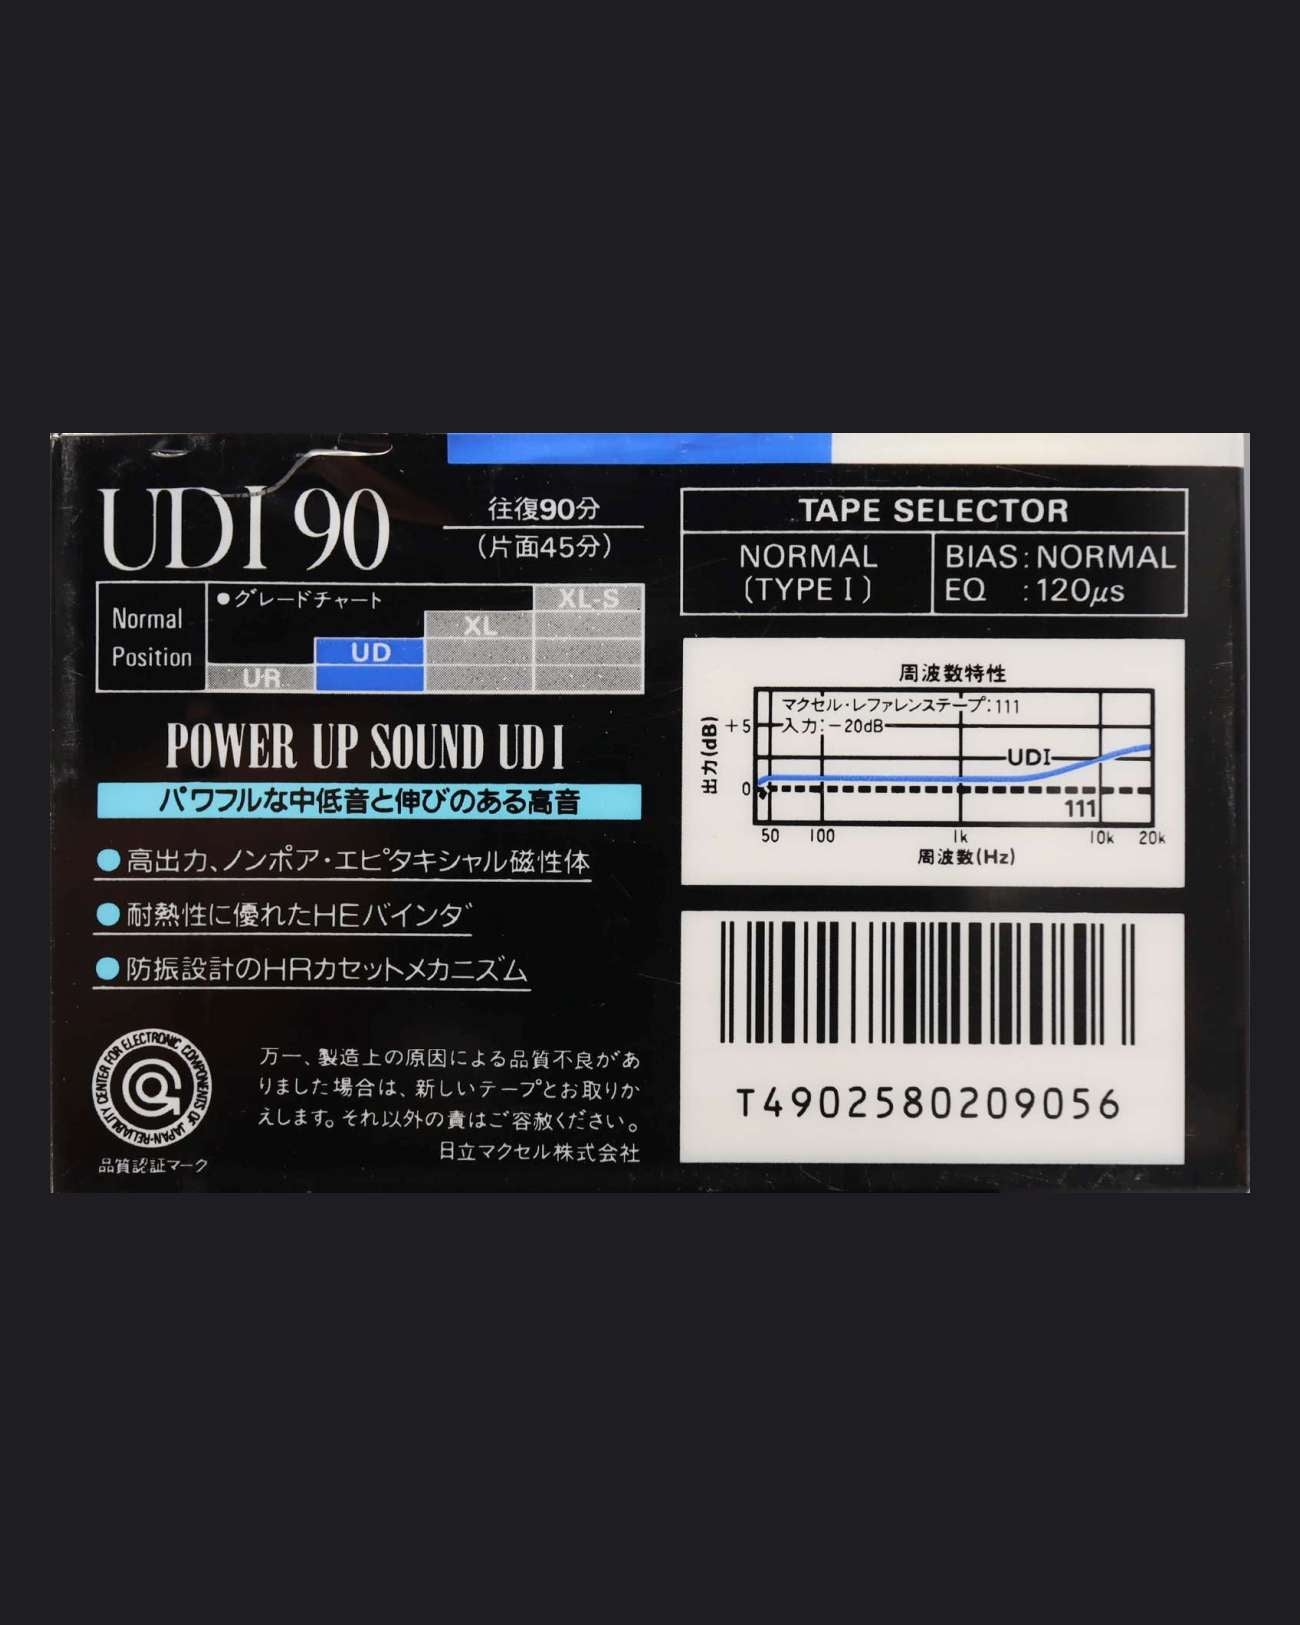 UDI 90
往復90分
(片面45分)
Normal
Position
●グレードチャート
XL-S
XL
UD
UR
POWER UP SOUND UD I
パワフルな中低音と伸びのある高音
●高出力、ノンポア・エピタキシャル磁性体
●耐熱性に優れたHEバインダ
●防振設計のHRカセットメカニズム
RELIABILITY CENTER FOR ELECTRONIC COMPONENTS OF JAPAN
品質認証マーク
万一、製造上の原因による品質不良があ
りました場合は、新しいテープとお取りか
えします。それ以外の責はご容赦ください。
日立マクセル株式会社
TAPE SELECTOR
NORMAL
(TYPE I)
BIAS: NORMAL
EQ : 120μs
周波数特性
マクセル・レファレンステープ:111
入力:-20dB
出力(dB)
+5
0
UDI
111
50 100 1k 10k 20k
周波数(Hz)
T4902580209056